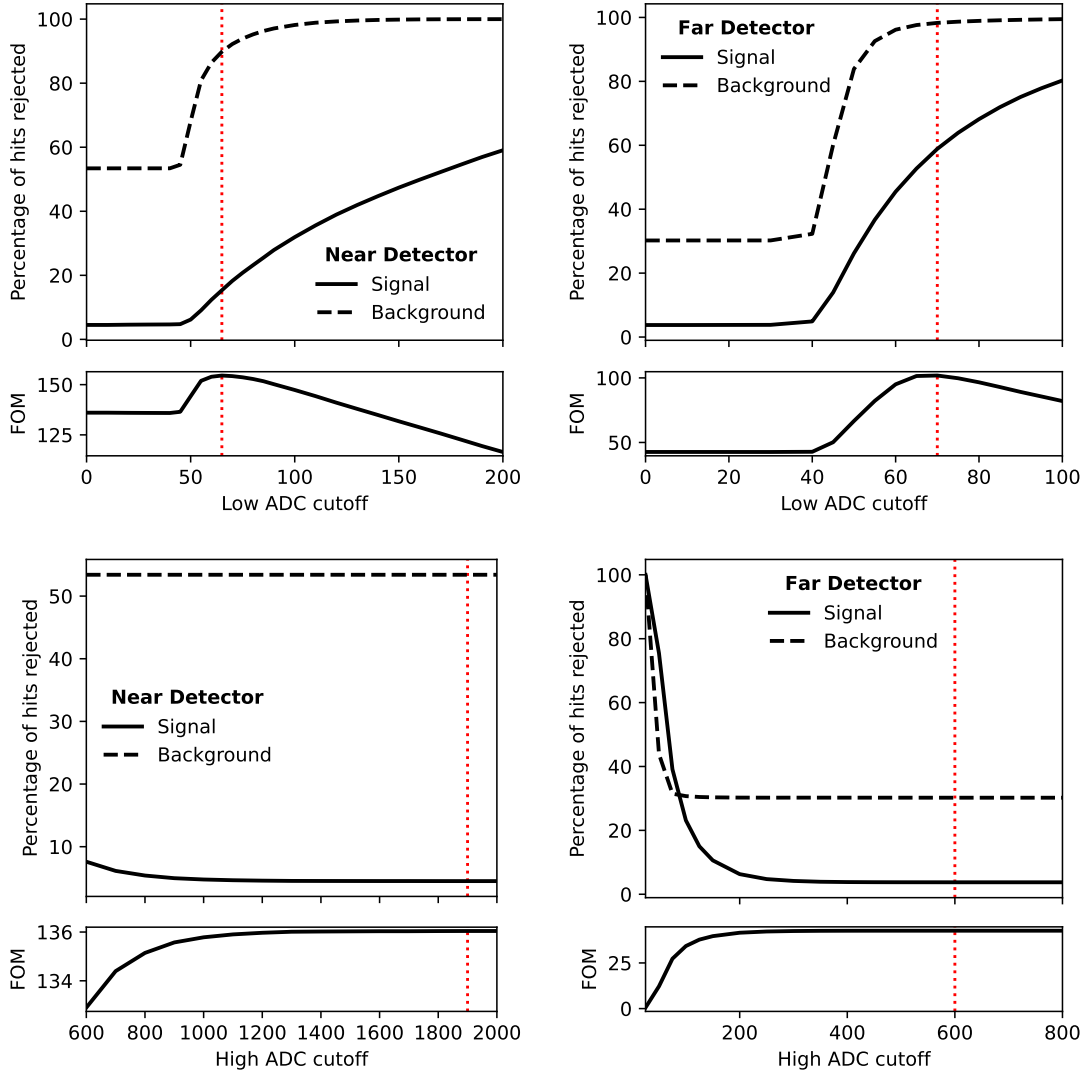 Percentage of hits rejected
100
80
60
40
20
0
Near Detector
Signal
Background
FOM
150
125
0 50 100 150 200
Low ADC cutoff
Percentage of hits rejected
100
80
60
40
20
0
Far Detector
Signal
Background
FOM
100
50
0 20 40 60 80 100
Low ADC cutoff
Percentage of hits rejected
50
40
30
20
10
Near Detector
Signal
Background
FOM
136
134
600 800 1000 1200 1400 1600 1800 2000
High ADC cutoff
Percentage of hits rejected
100
80
60
40
20
0
Far Detector
Signal
Background
FOM
25
0
200 400 600 800
High ADC cutoff